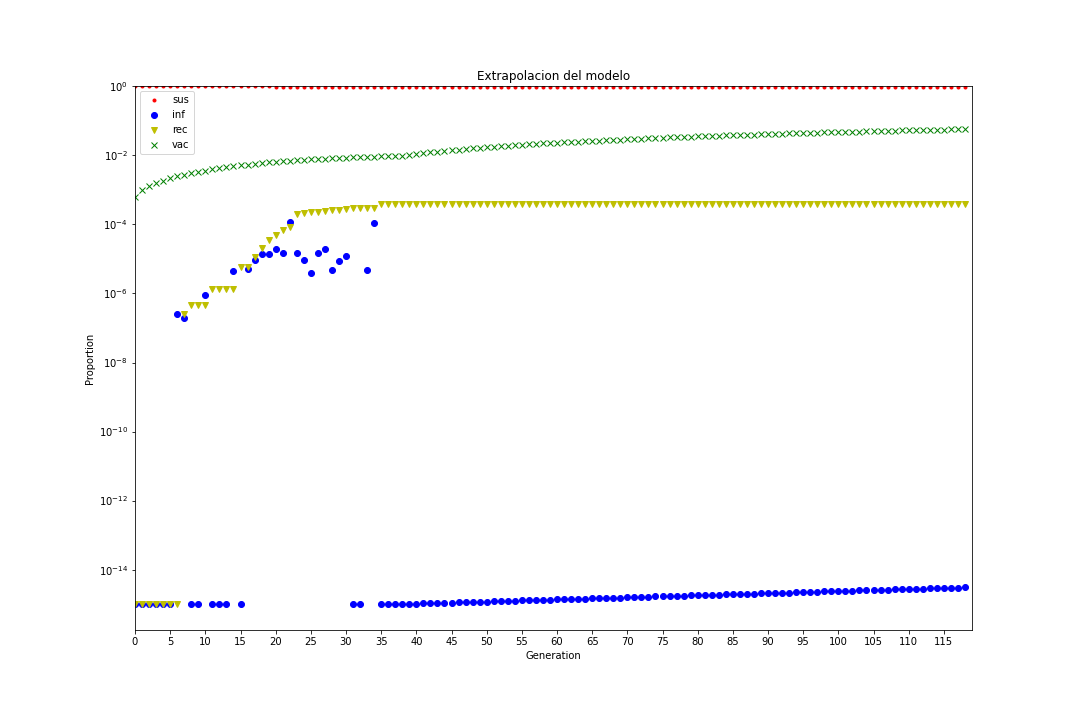 Extrapolacion del modelo
sus
inf
rec
vac
Proportion
10⁰
10⁻²
10⁻⁴
10⁻⁶
10⁻⁸
10⁻¹⁰
10⁻¹²
10⁻¹⁴
0 5 10 15 20 25 30 35 40 45 50 55 60 65 70 75 80 85 90 95 100 105 110 115
Generation